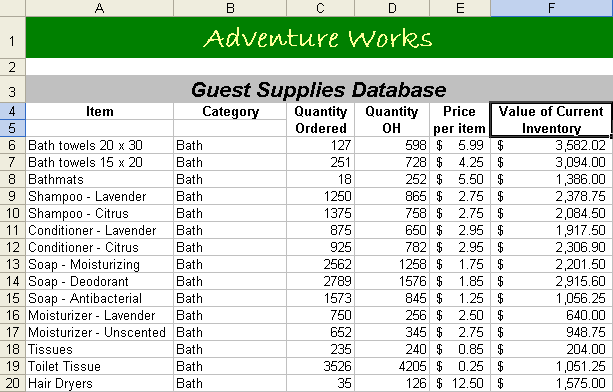 A B C D E F
1 Adventure Works
2
3 Guest Supplies Database
4 Item Category Quantity Quantity Price Value of Current
5 Ordered OH per item Inventory
6 Bath towels 20 x 30 Bath 127 598 $ 5.99 $ 3,582.02
7 Bath towels 15 x 20 Bath 251 728 $ 4.25 $ 3,094.00
8 Bathmats Bath 18 252 $ 5.50 $ 1,386.00
9 Shampoo - Lavender Bath 1250 865 $ 2.75 $ 2,378.75
10 Shampoo - Citrus Bath 1375 758 $ 2.75 $ 2,084.50
11 Conditioner - Lavender Bath 875 650 $ 2.95 $ 1,917.50
12 Conditioner - Citrus Bath 925 782 $ 2.95 $ 2,306.90
13 Soap - Moisturizing Bath 2562 1258 $ 1.75 $ 2,201.50
14 Soap - Deodorant Bath 2789 1576 $ 1.85 $ 2,915.60
15 Soap - Antibacterial Bath 1573 845 $ 1.25 $ 1,056.25
16 Moisturizer - Lavender Bath 750 256 $ 2.50 $ 640.00
17 Moisturizer - Unscented Bath 652 345 $ 2.75 $ 948.75
18 Tissues Bath 235 240 $ 0.85 $ 204.00
19 Toilet Tissue Bath 3526 4205 $ 0.25 $ 1,051.25
20 Hair Dryers Bath 35 126 $ 12.50 $ 1,575.00